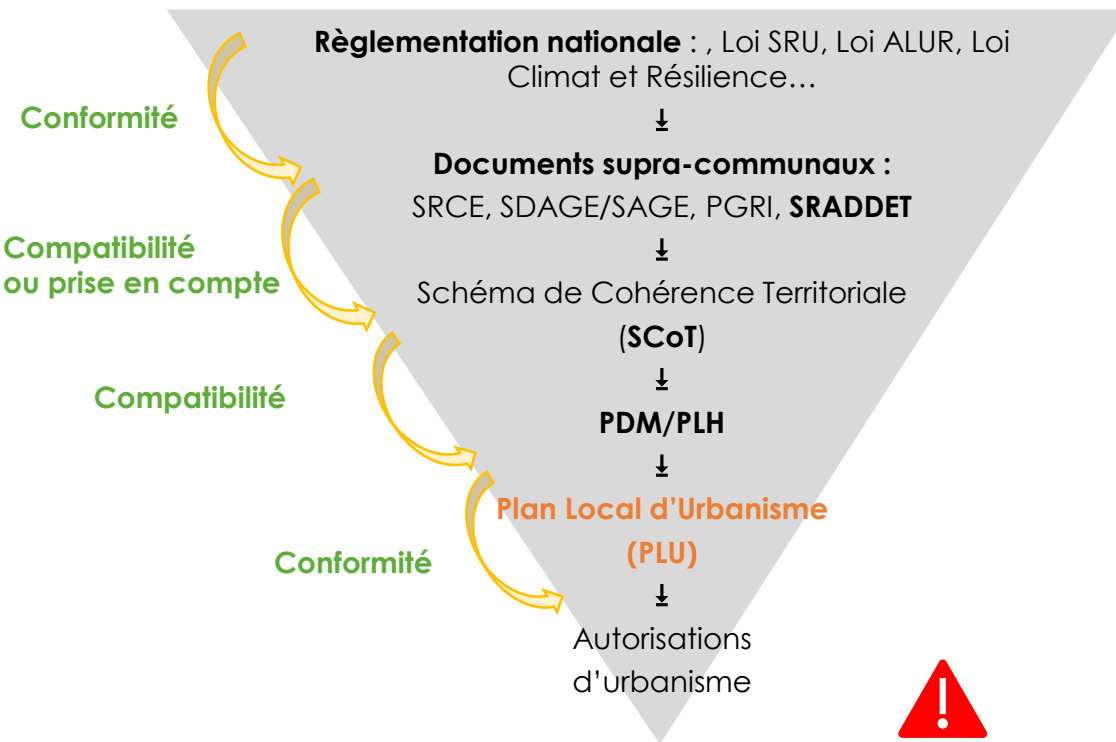 Règlementation nationale : , Loi SRU, Loi ALUR, Loi
Climat et Résilience…
Conformité
Documents supra-communaux :
SRCE, SDAGE/SAGE, PGRI, SRADDET
Compatibilité
ou prise en compte
Schéma de Cohérence Territoriale
(SCoT)
Compatibilité
PDM/PLH
Plan Local d’Urbanisme
(PLU)
Conformité
Autorisations
d’urbanisme